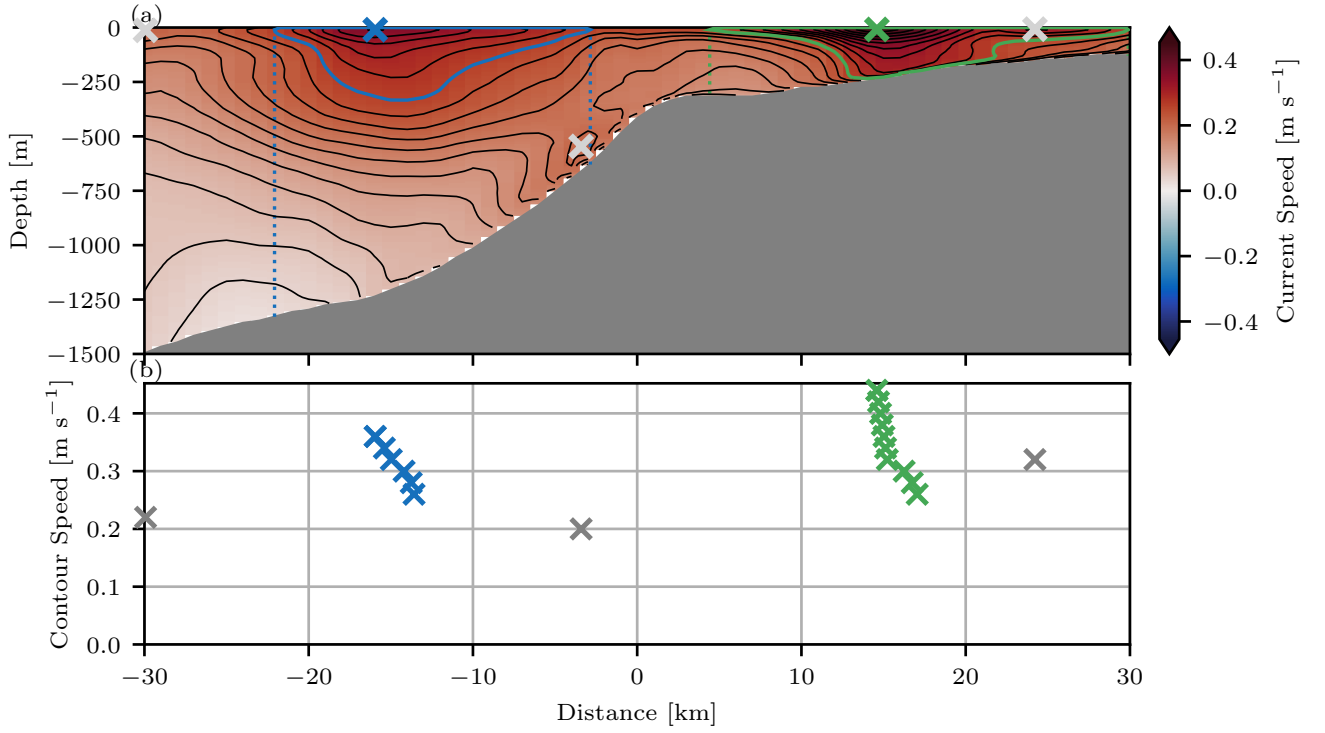 (a)
0
−250
−500
−750
−1000
−1250
−1500
Depth [m]
0.4
0.2
0.0
−0.2
−0.4
Current Speed [m s−1]
(b)
0.4
0.3
0.2
0.1
0.0
Contour Speed [m s−1]
−30 −20 −10 0 10 20 30
Distance [km]